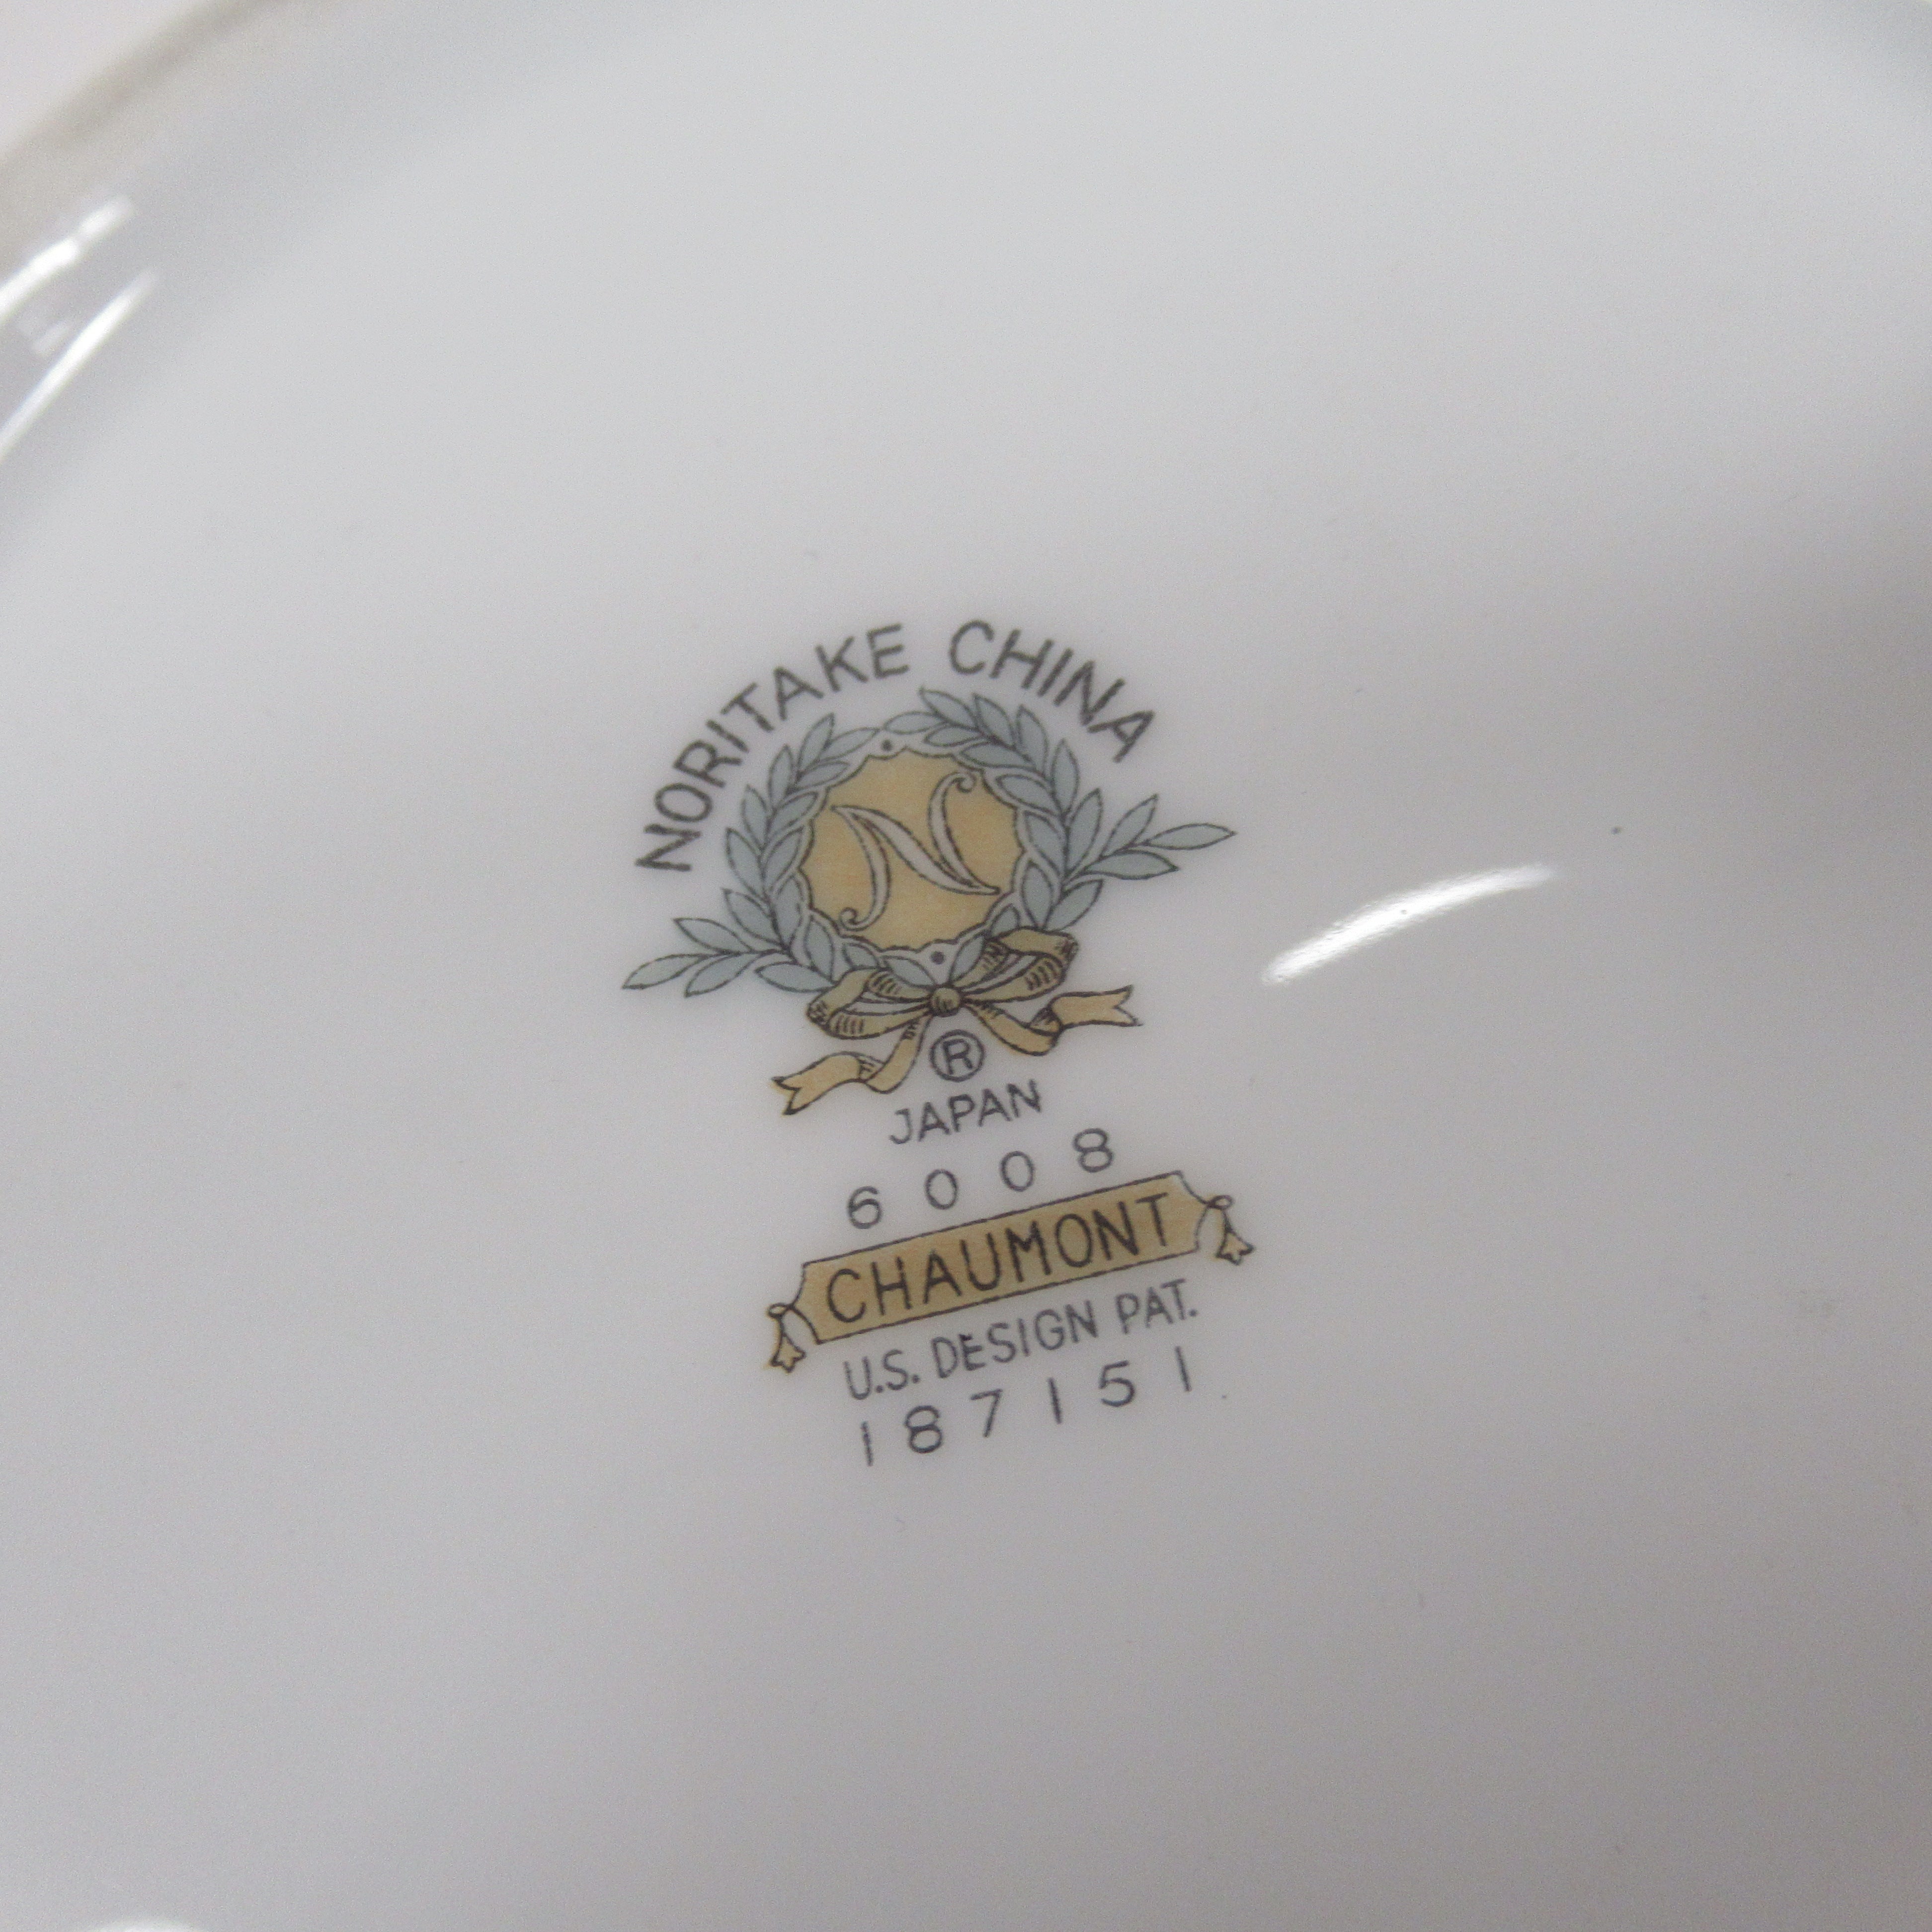 NORITAKE CHINA
N
®
JAPAN
6008
CHAUMONT
U.S. DESIGN PAT.
187151